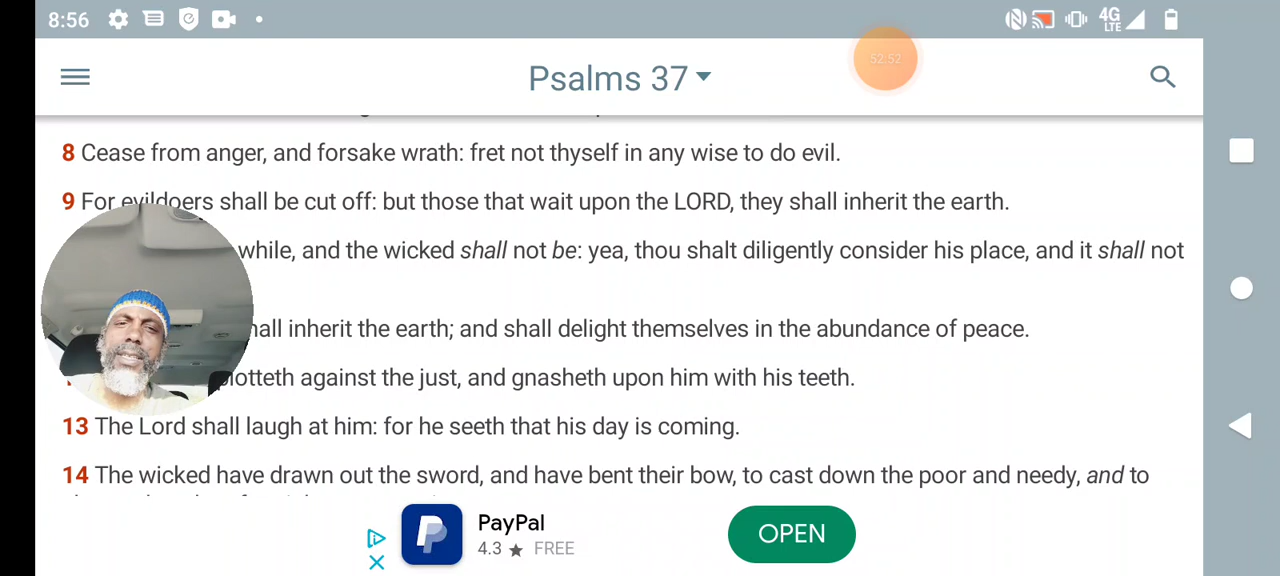 8:56
4G
LTE
Psalms 37
52:52
8 Cease from anger, and forsake wrath: fret not thyself in any wise to do evil.
9 For evildoers shall be cut off: but those that wait upon the LORD, they shall inherit the earth.
while, and the wicked shall not be: yea, thou shalt diligently consider his place, and it shall not
inherit the earth; and shall delight themselves in the abundance of peace.
plotteth against the just, and gnasheth upon him with his teeth.
13 The Lord shall laugh at him: for he seeth that his day is coming.
14 The wicked have drawn out the sword, and have bent their bow, to cast down the poor and needy, and to
PayPal
4.3 ★ FREE
OPEN